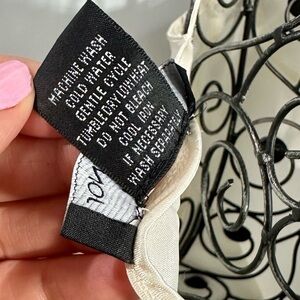 MACHINE WASH
COLD WATER
GENTLE CYCLE
TUMBLE DRY LOW HEAT
DO NOT BLEACH
COOL IRON
IF NECESSARY
WASH SEPARATELY